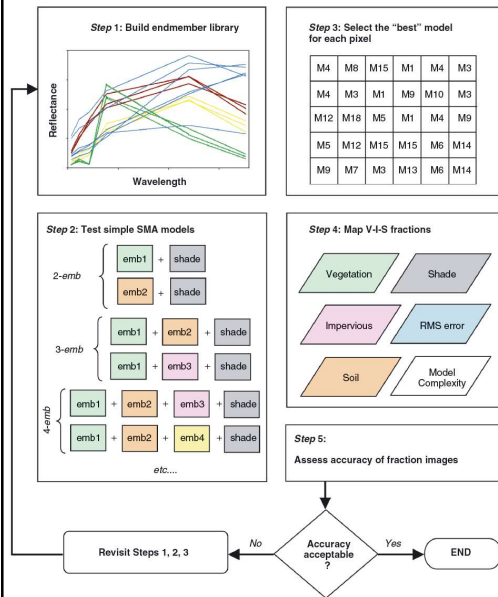 Step 1: Build endmember library
Reflectance
Wavelength
Step 2: Test simple SMA models
2-emb
emb1 + shade
emb2 + shade
3-emb
emb1 + emb2 + shade
emb1 + emb3 + shade
4-emb
emb1 + emb2 + emb3 + shade
emb1 + emb2 + emb4 + shade
etc....
Step 3: Select the “best” model
for each pixel
M4 M8 M15 M1 M4 M3
M4 M3 M1 M9 M10 M3
M12 M18 M5 M1 M4 M9
M5 M12 M15 M15 M6 M14
M9 M7 M3 M13 M6 M14
Step 4: Map V-I-S fractions
Vegetation Shade
Impervious RMS error
Soil Model
Complexity
Step 5:
Assess accuracy of fraction images
Accuracy
acceptable
?
No
Yes
Revisit Steps 1, 2, 3
END